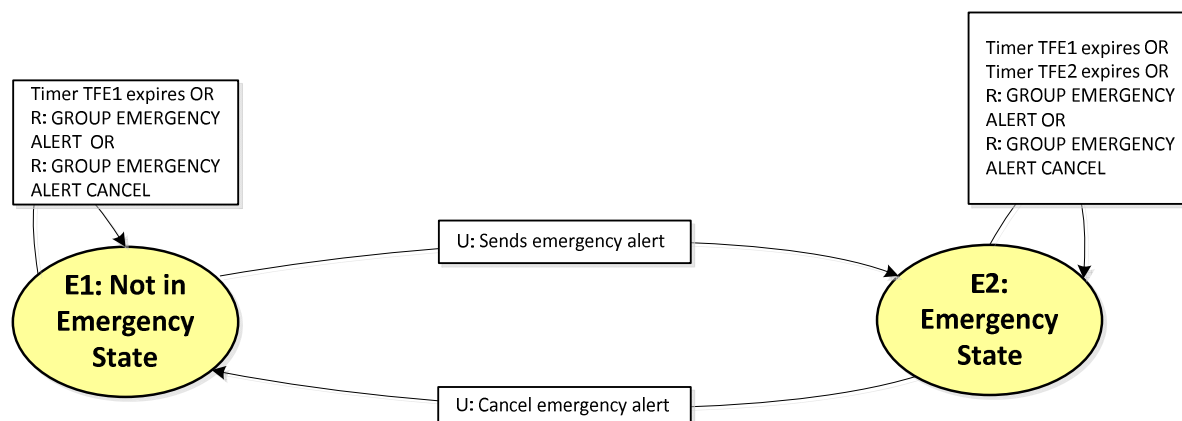 Timer TFE1 expires OR
R: GROUP EMERGENCY
ALERT OR
R: GROUP EMERGENCY
ALERT CANCEL
Timer TFE1 expires OR
Timer TFE2 expires OR
R: GROUP EMERGENCY
ALERT OR
R: GROUP EMERGENCY
ALERT CANCEL
U: Sends emergency alert
E1: Not in
Emergency
State
E2:
Emergency
State
U: Cancel emergency alert